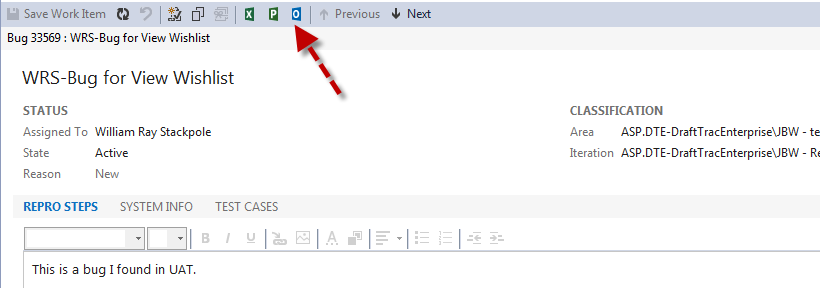 Save Work Item Previous Next
Bug 33569 : WRS-Bug for View Wishlist
WRS-Bug for View Wishlist
STATUS CLASSIFICATION
Assigned To William Ray Stackpole Area ASP.DTE-DraftTracEnterprise\JBW - te
State Active Iteration ASP.DTE-DraftTracEnterprise\JBW - Re
Reason New
REPRO STEPS SYSTEM INFO TEST CASES
B I U A
This is a bug I found in UAT.